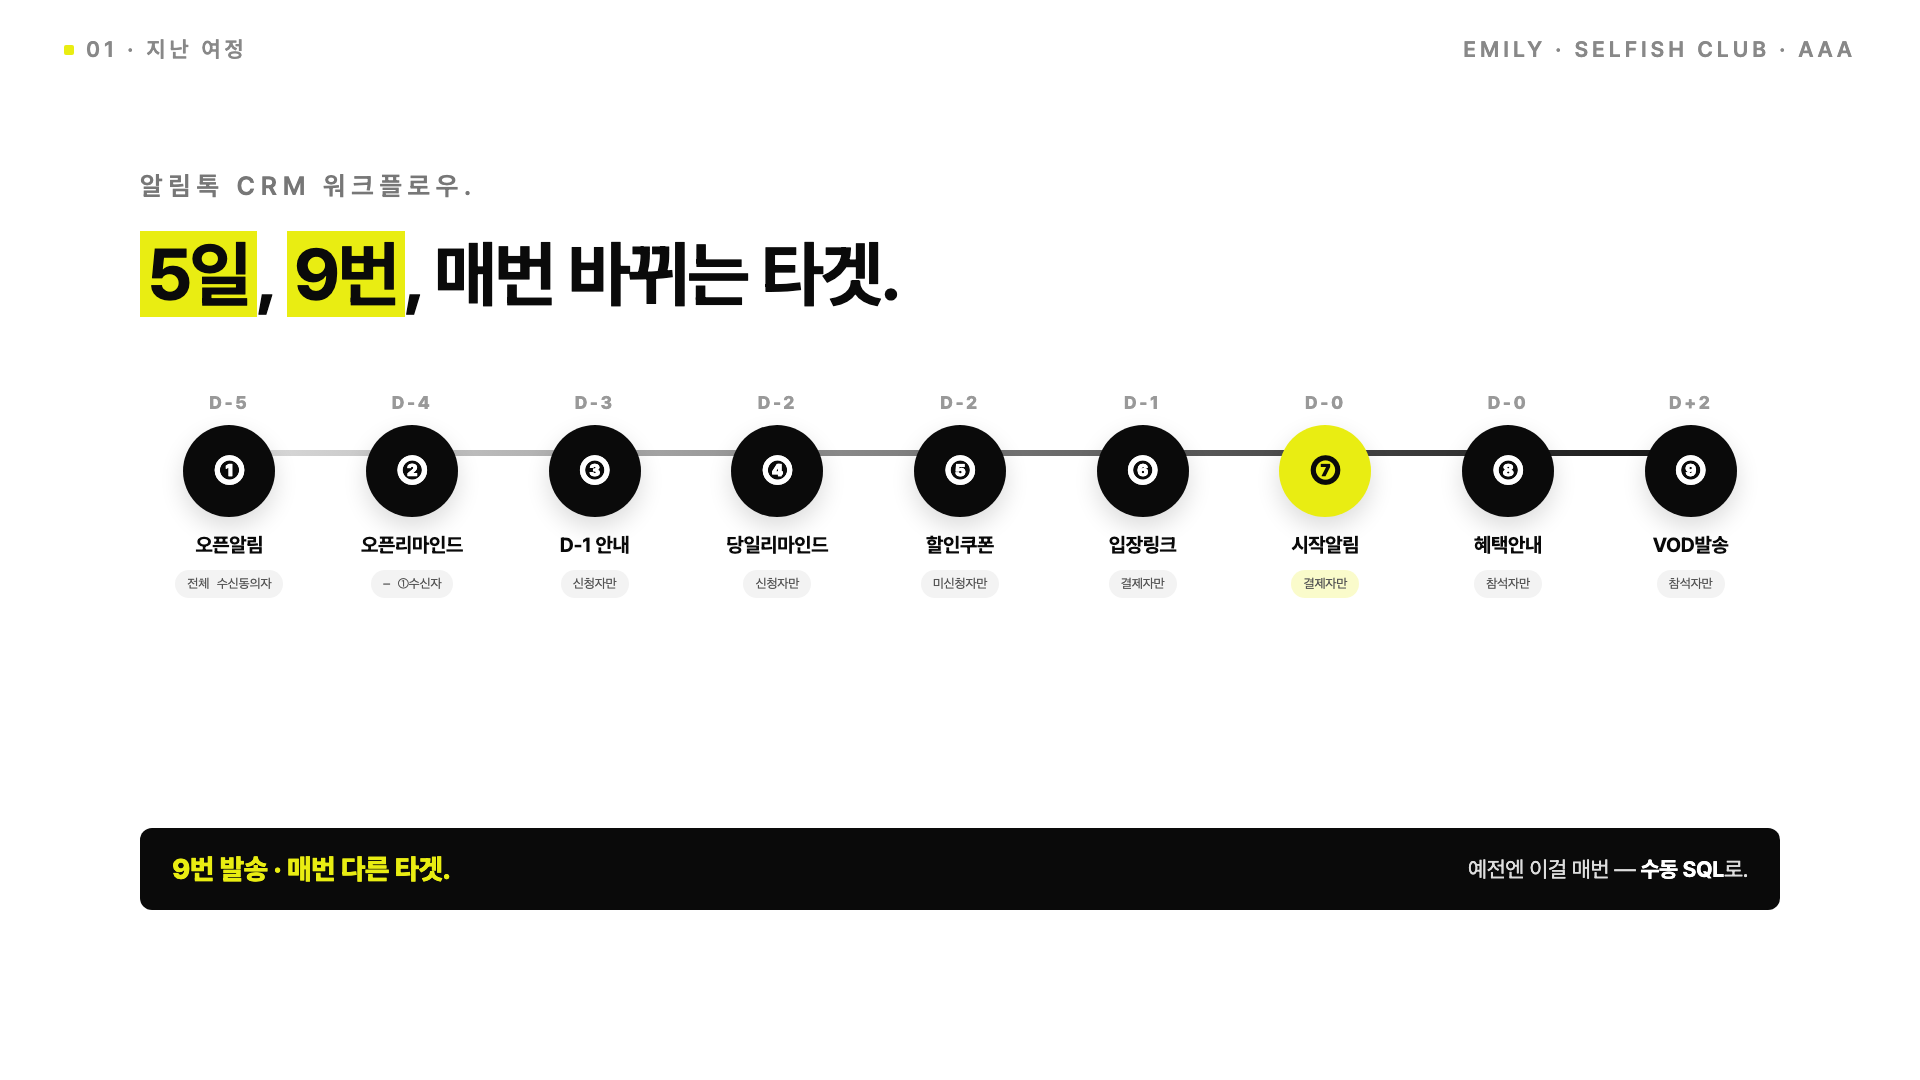 01 · 지난 여정
EMILY · SELFISH CLUB · AAA
알림톡 CRM 워크플로우.
5일, 9번, 매번 바뀌는 타겟.
D-5 D-4 D-3 D-2 D-2 D-1 D-0 D-0 D+2
❶ ❷ ❸ ❹ ❺ ❻ ❼ ❽ ❾
오픈알림 오픈리마인드 D-1 안내 당일리마인드 할인쿠폰 입장링크 시작알림 혜택안내 VOD발송
전체 수신동의자 − ①수신자 신청자만 신청자만 미신청자만 결제자만 결제자만 참석자만 참석자만
9번 발송 · 매번 다른 타겟.
예전엔 이걸 매번 — 수동 SQL로.